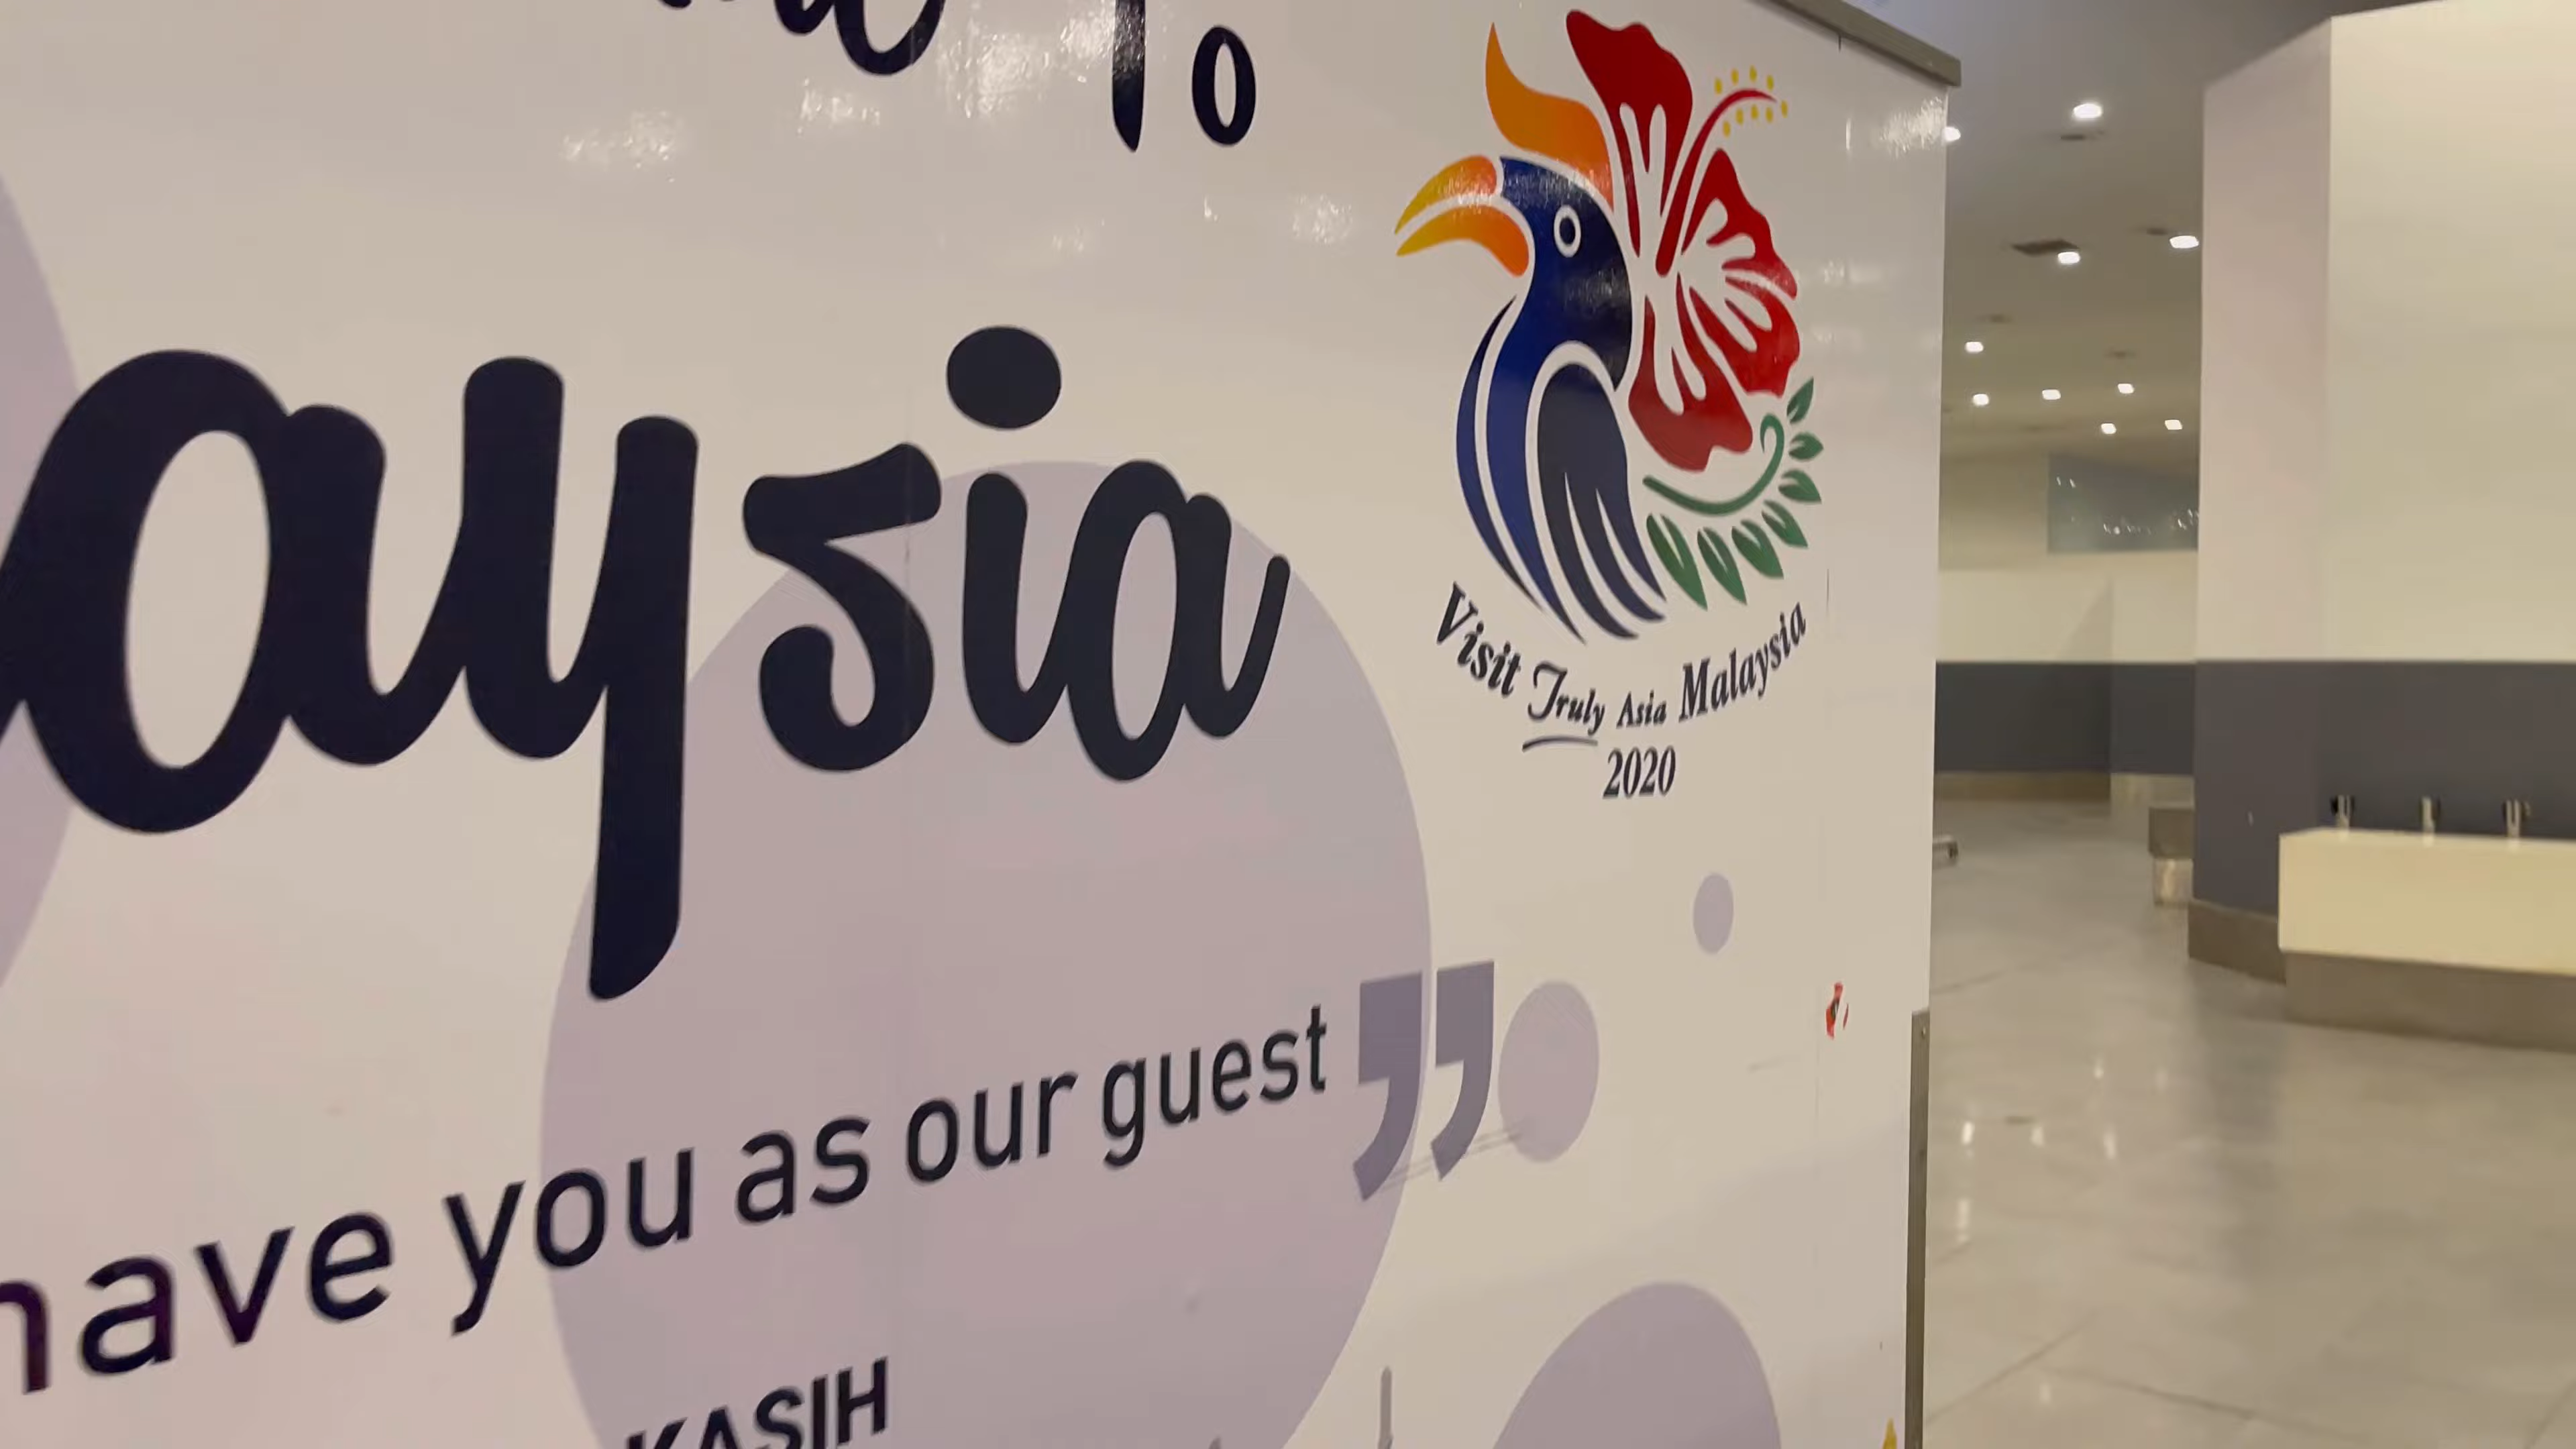 To
aysia
Visit Truly Asia Malaysia
2020
have you as our guest”
KASIH